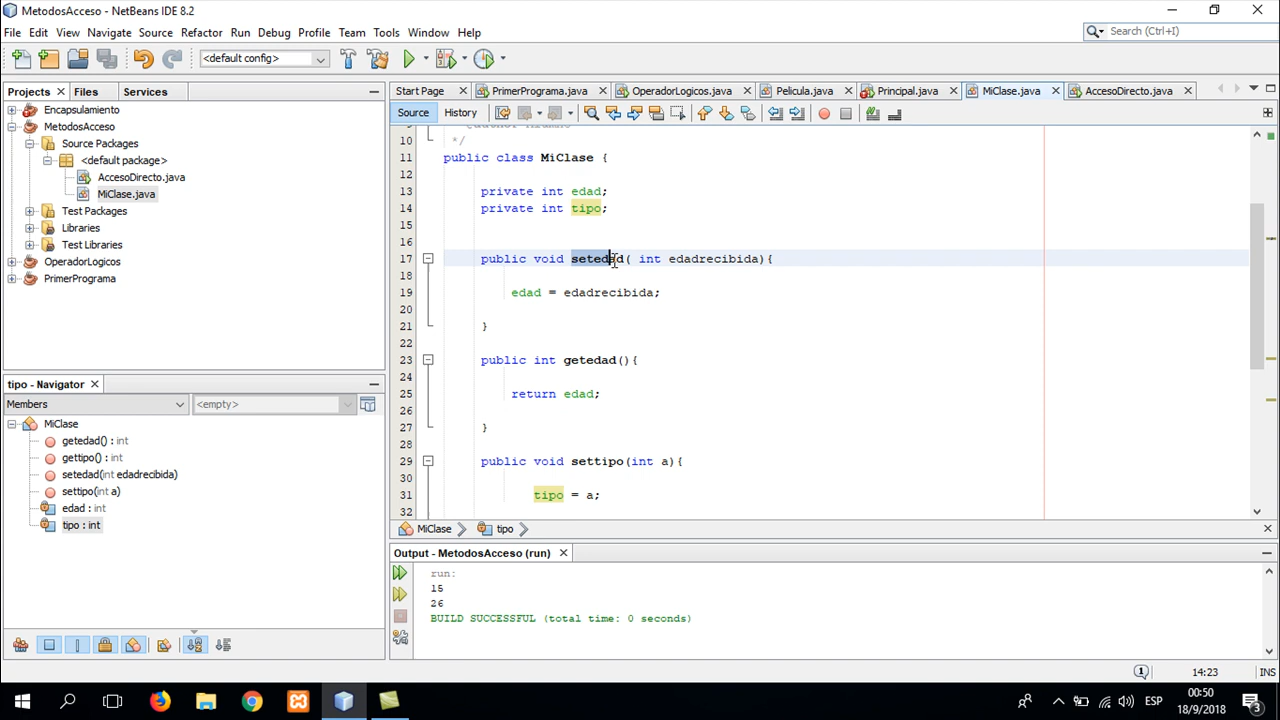 MetodosAcceso - NetBeans IDE 8.2
File Edit View Navigate Source Refactor Run Debug Profile Team Tools Window Help
Search (Ctrl+I)
<default config>
Projects Files Services
Encapsulamiento
MetodosAcceso
Source Packages
<default package>
AccesoDirecto.java
MiClase.java
Test Packages
Libraries
Test Libraries
OperadorLogicos
PrimerPrograma
tipo - Navigator
Members <empty>
MiClase
getedad() : int
gettipo() : int
setedad(int edadrecibida)
settipo(int a)
edad : int
tipo : int
Start Page PrimerPrograma.java OperadorLogicos.java Pelicula.java Principal.java MiClase.java AccesoDirecto.java
Source History
10 */
11 public class MiClase {
12
13 private int edad;
14 private int tipo;
15
16
17 public void setedad( int edadrecibida){
18
19 edad = edadrecibida;
20
21 }
22
23 public int getedad(){
24
25 return edad;
26
27 }
28
29 public void settipo(int a){
30
31 tipo = a;
32
MiClase tipo
Output - MetodosAcceso (run)
run:
15
26
BUILD SUCCESSFUL (total time: 0 seconds)
1 14:23 INS
ESP
00:50
18/9/2018
3